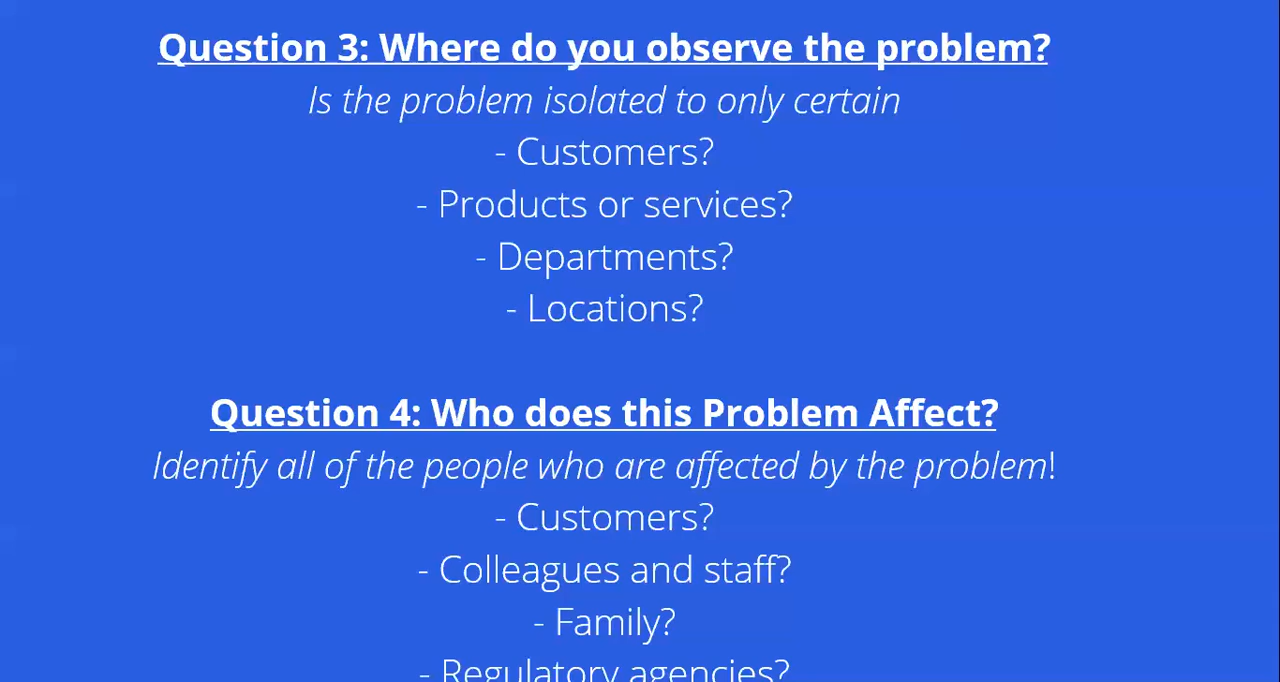 Question 3: Where do you observe the problem?
Is the problem isolated to only certain
- Customers?
- Products or services?
- Departments?
- Locations?
Question 4: Who does this Problem Affect?
Identify all of the people who are affected by the problem!
- Customers?
- Colleagues and staff?
- Family?
- Regulatory agencies?